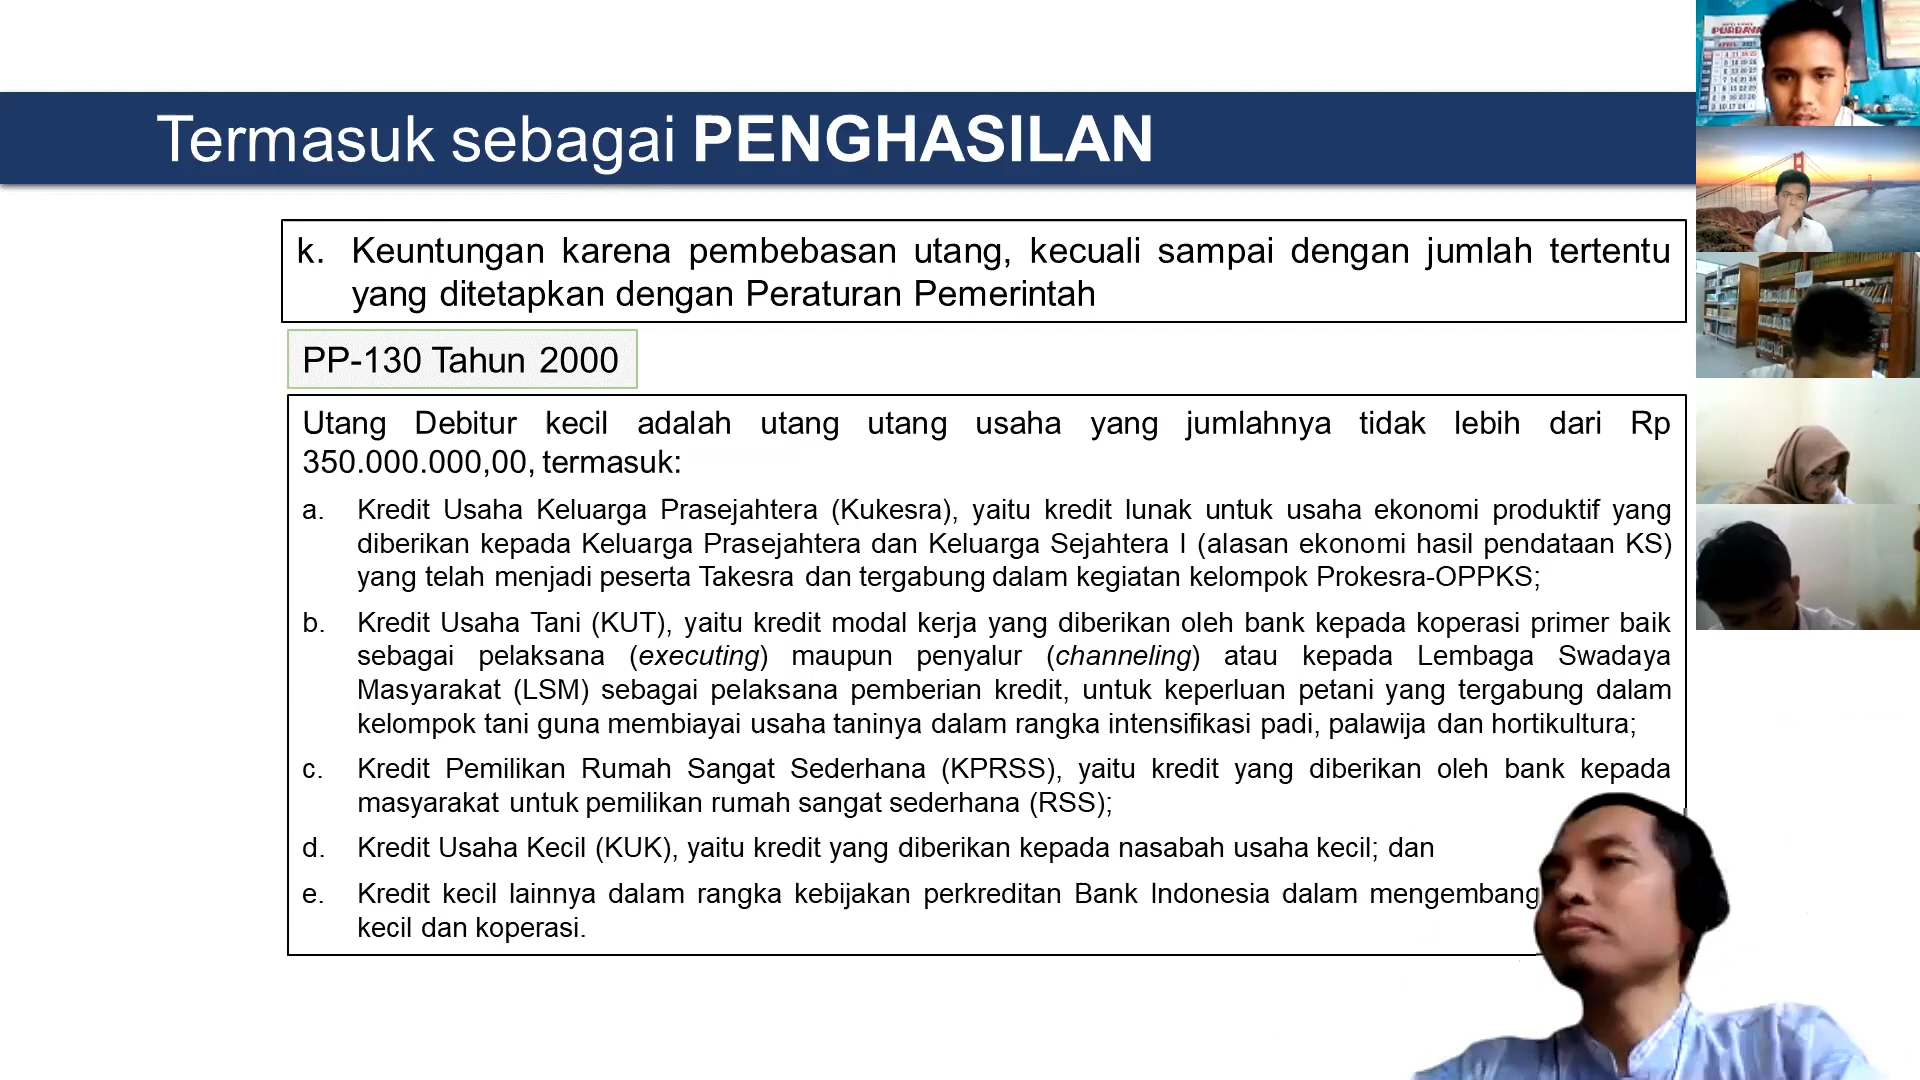 Termasuk sebagai PENGHASILAN
k. Keuntungan karena pembebasan utang, kecuali sampai dengan jumlah tertentu
yang ditetapkan dengan Peraturan Pemerintah
PP-130 Tahun 2000
Utang Debitur kecil adalah utang utang usaha yang jumlahnya tidak lebih dari Rp
350.000.000,00, termasuk:
a. Kredit Usaha Keluarga Prasejahtera (Kukesra), yaitu kredit lunak untuk usaha ekonomi produktif yang
diberikan kepada Keluarga Prasejahtera dan Keluarga Sejahtera I (alasan ekonomi hasil pendataan KS)
yang telah menjadi peserta Takesra dan tergabung dalam kegiatan kelompok Prokesra-OPPKS;
b. Kredit Usaha Tani (KUT), yaitu kredit modal kerja yang diberikan oleh bank kepada koperasi primer baik
sebagai pelaksana (executing) maupun penyalur (channeling) atau kepada Lembaga Swadaya
Masyarakat (LSM) sebagai pelaksana pemberian kredit, untuk keperluan petani yang tergabung dalam
kelompok tani guna membiayai usaha taninya dalam rangka intensifikasi padi, palawija dan hortikultura;
c. Kredit Pemilikan Rumah Sangat Sederhana (KPRSS), yaitu kredit yang diberikan oleh bank kepada
masyarakat untuk pemilikan rumah sangat sederhana (RSS);
d. Kredit Usaha Kecil (KUK), yaitu kredit yang diberikan kepada nasabah usaha kecil; dan
e. Kredit kecil lainnya dalam rangka kebijakan perkreditan Bank Indonesia dalam mengembang
kecil dan koperasi.